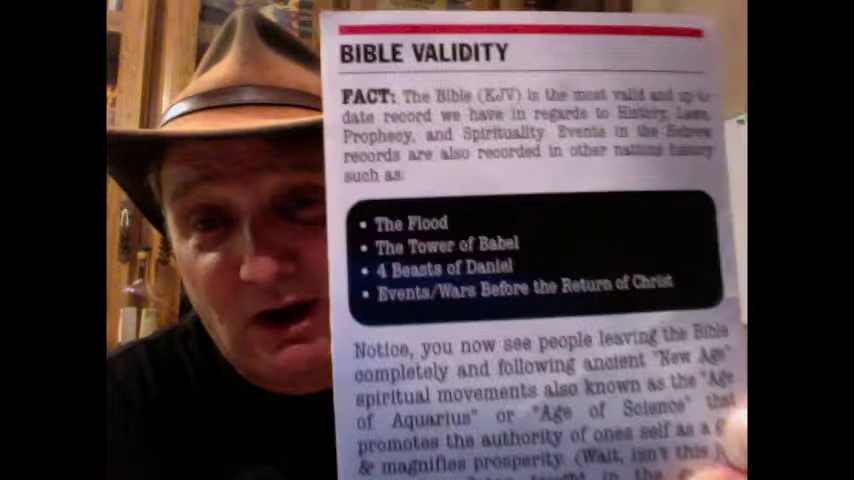 BIBLE VALIDITY
FACT: The Bible (KJV) is the most valid and up to
date record we have in regards to History, Laws,
Prophecy, and Spirituality. Events in the Hebrew
records are also recorded in other nations history
such as:
• The Flood
• The Tower of Babel
• 4 Beasts of Daniel
• Events/Wars Before the Return of Christ
Notice, you now see people leaving the Bible
completely and following ancient "New Age"
spiritual movements also known as the "Age
of Aquarius" or "Age of Science" that
promotes the authority of ones self as a
& magnifies prosperity. (Wait, isn't this
taught in the